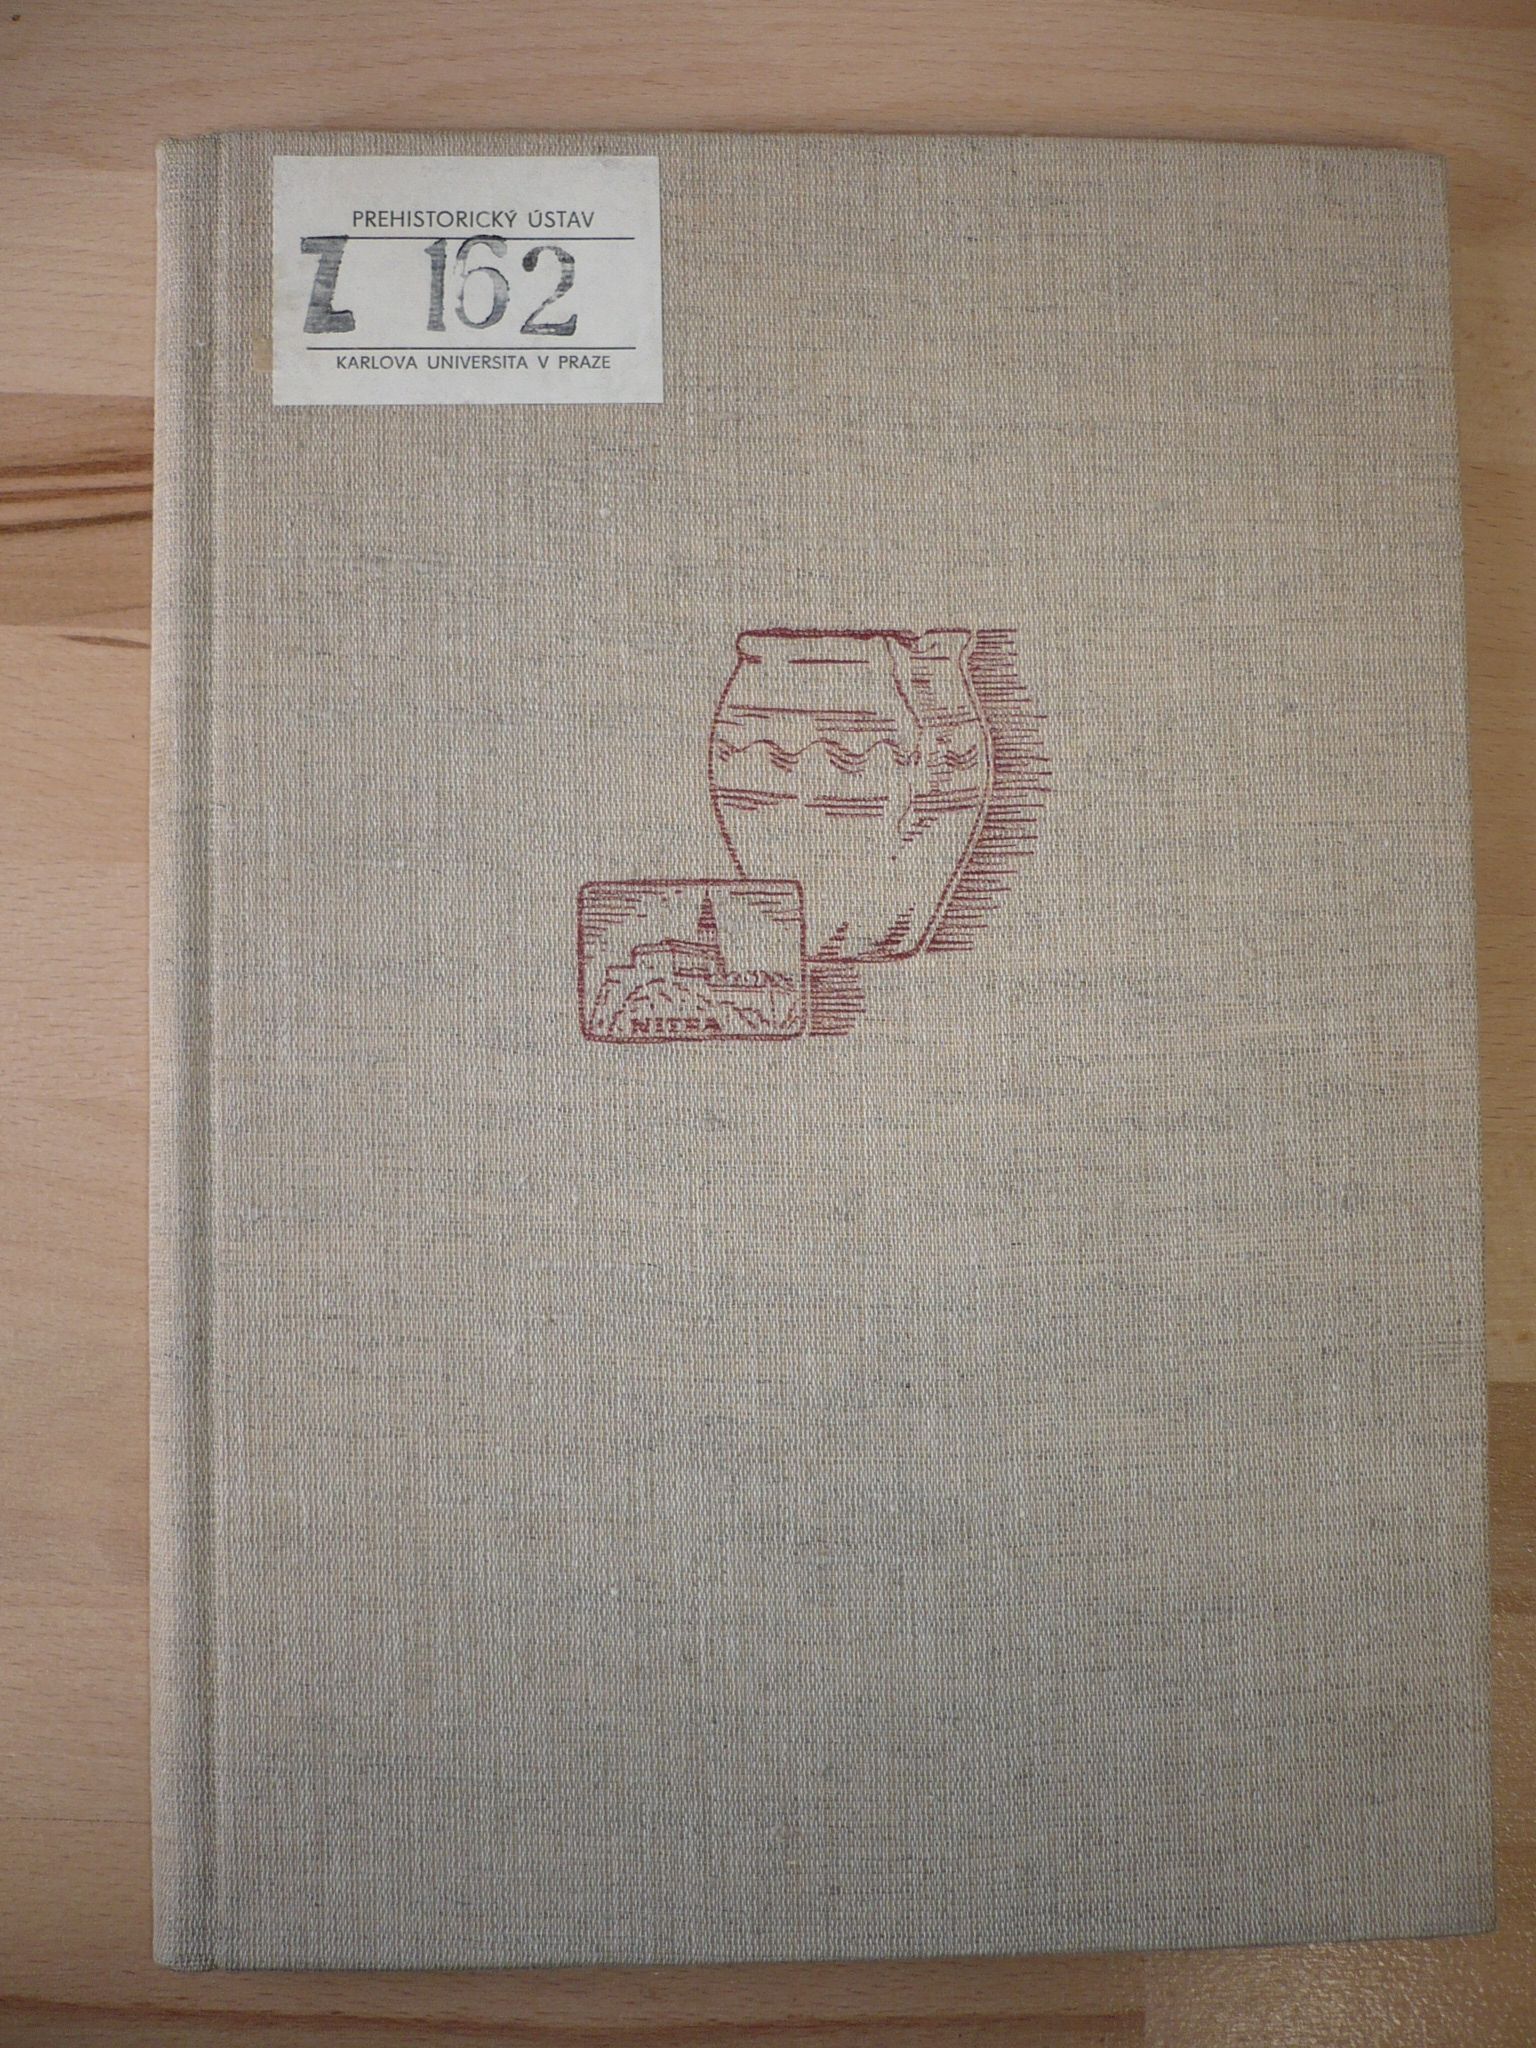 PREHISTORICKÝ ÚSTAV
Z 162
KARLOVA UNIVERSITA V PRAZE
NITRA